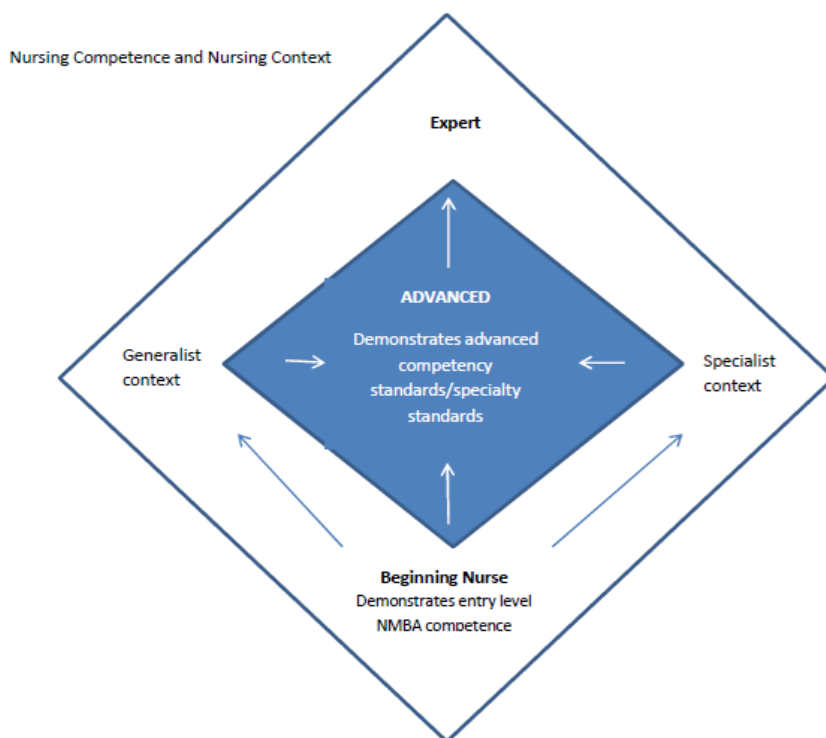 Nursing Competence and Nursing Context
Expert
ADVANCED
Demonstrates advanced
competency
standards/specialty
standards
Generalist
context
Specialist
context
Beginning Nurse
Demonstrates entry level
NMBA competence